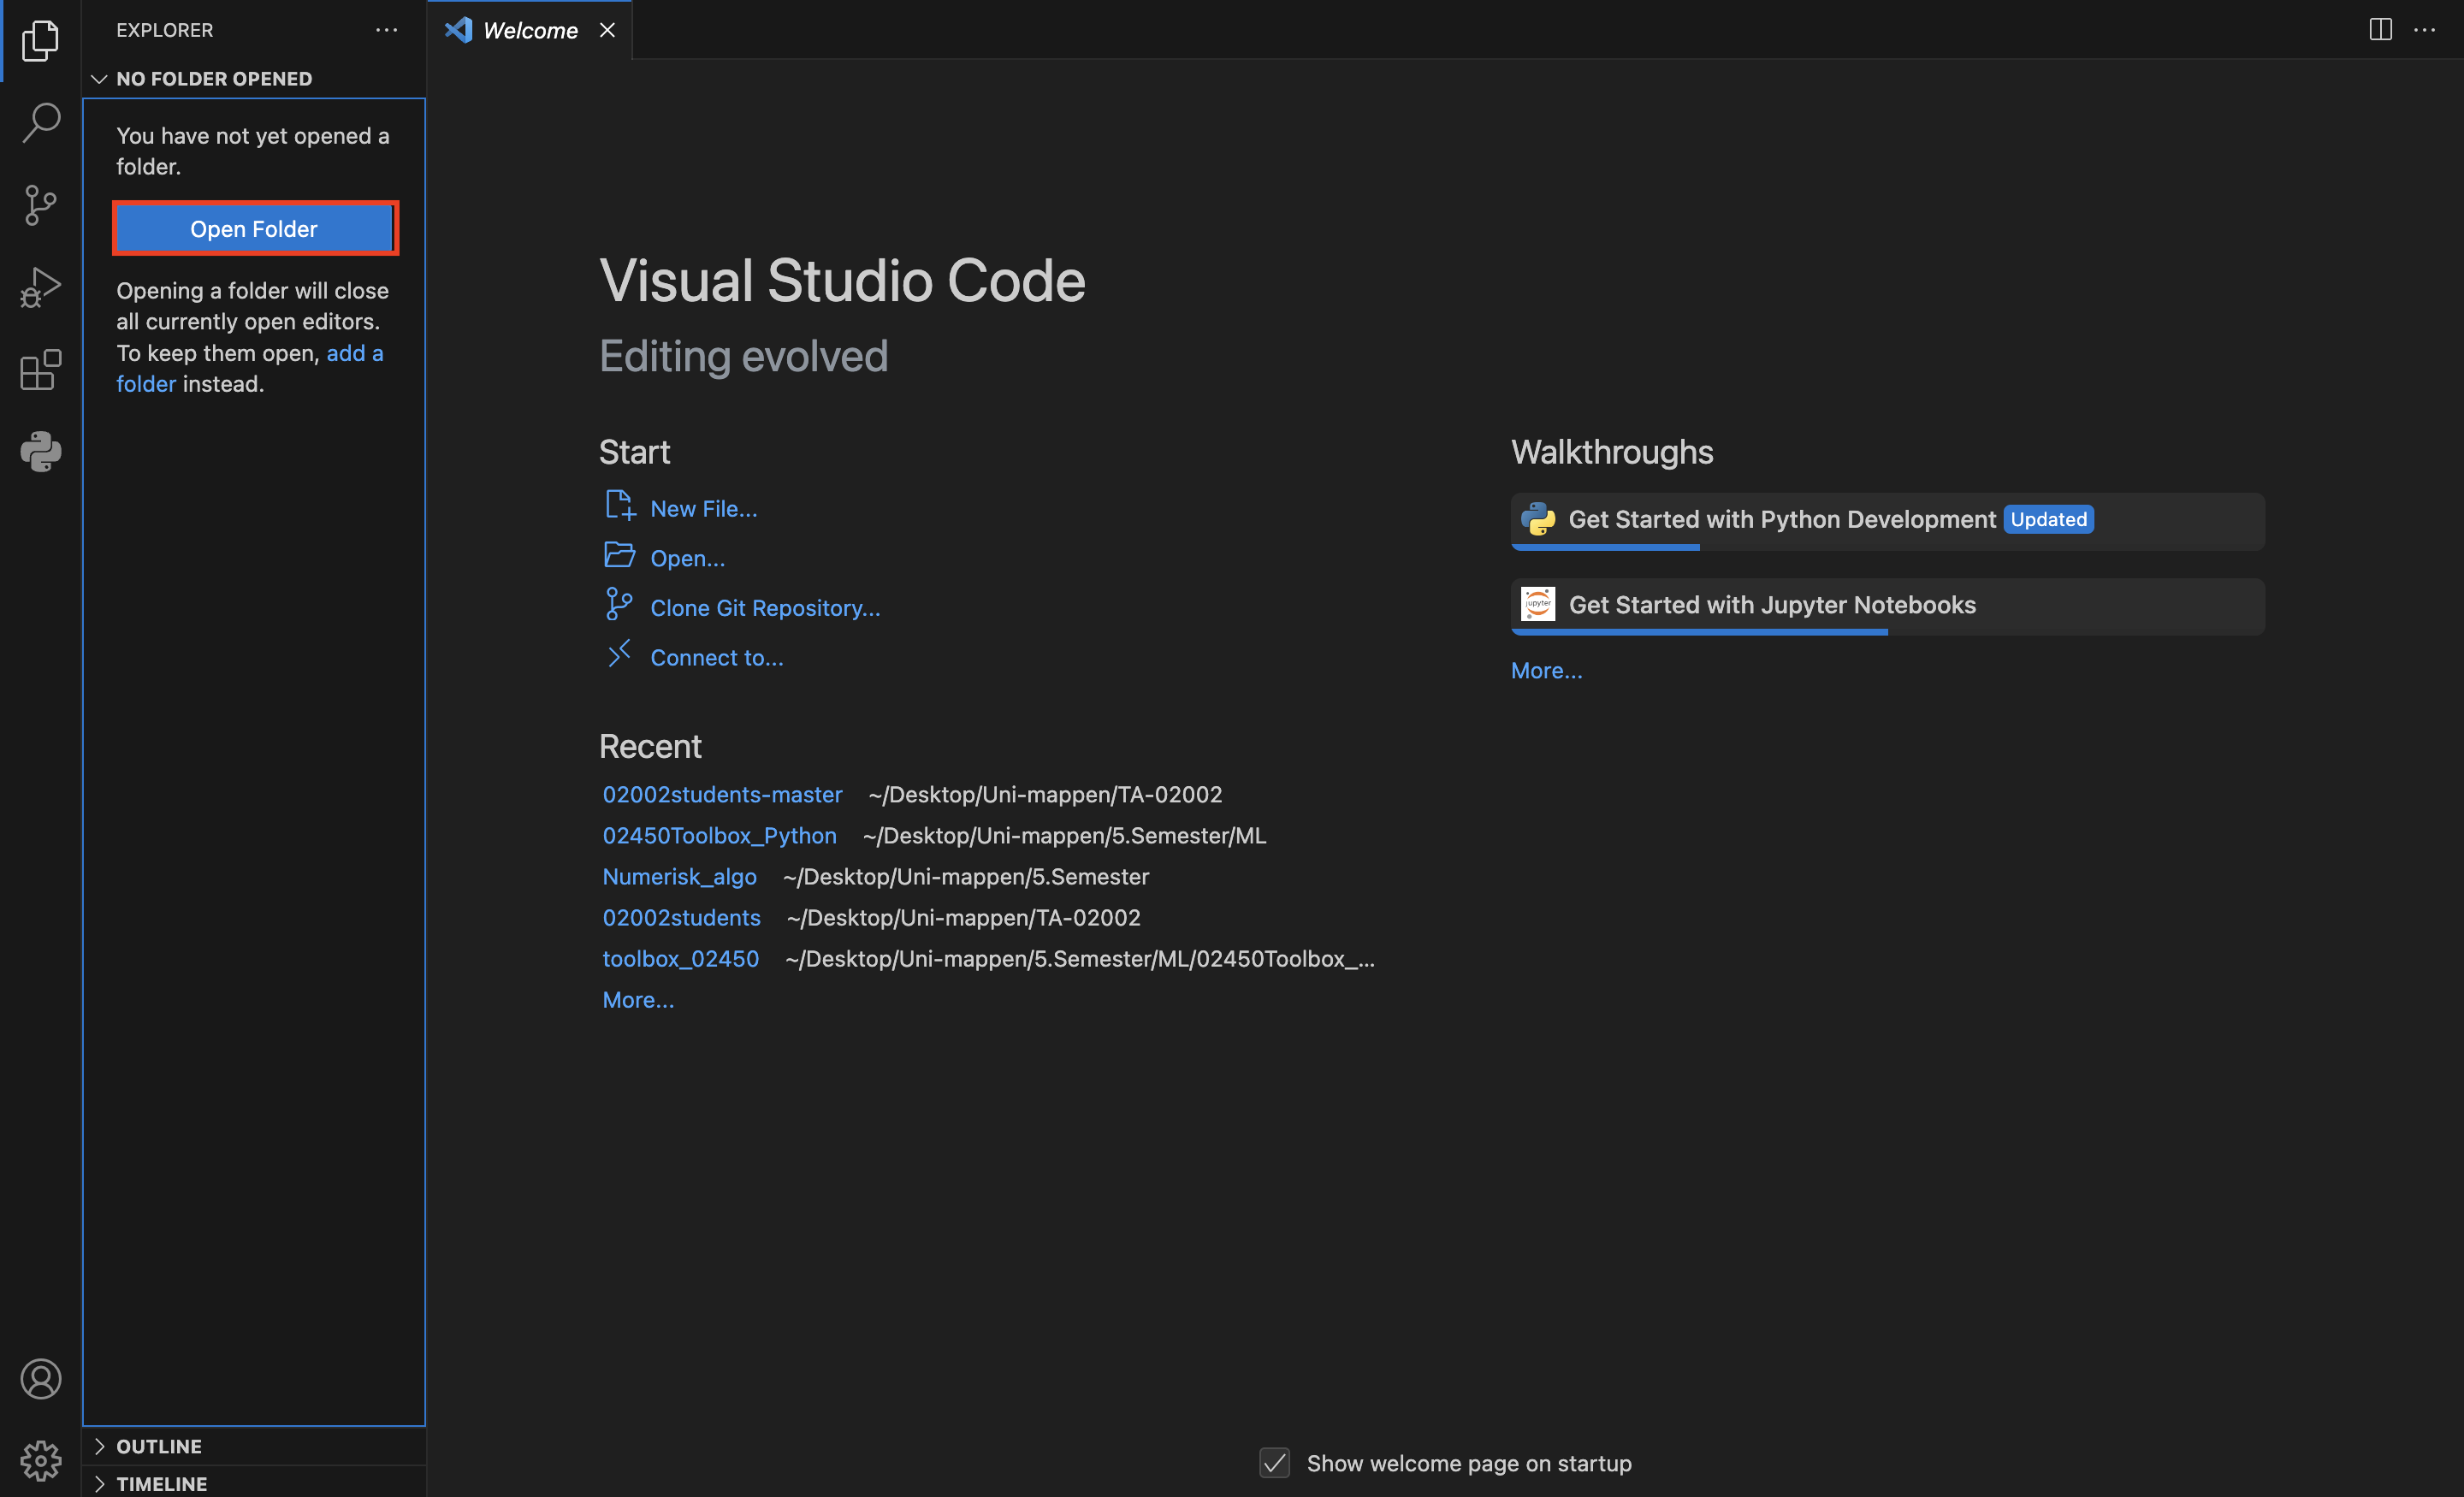 EXPLORER
NO FOLDER OPENED
You have not yet opened a
folder.
Open Folder
Opening a folder will close
all currently open editors.
To keep them open, add a
folder instead.
OUTLINE
TIMELINE
Welcome
Visual Studio Code
Editing evolved
Start
New File...
Open...
Clone Git Repository...
Connect to...
Recent
02002students-master ~/Desktop/Uni-mappen/TA-02002
02450Toolbox_Python ~/Desktop/Uni-mappen/5.Semester/ML
Numerisk_algo ~/Desktop/Uni-mappen/5.Semester
02002students ~/Desktop/Uni-mappen/TA-02002
toolbox_02450 ~/Desktop/Uni-mappen/5.Semester/ML/02450Toolbox_...
More...
Walkthroughs
Get Started with Python Development Updated
jupyter
Get Started with Jupyter Notebooks
More...
Show welcome page on startup